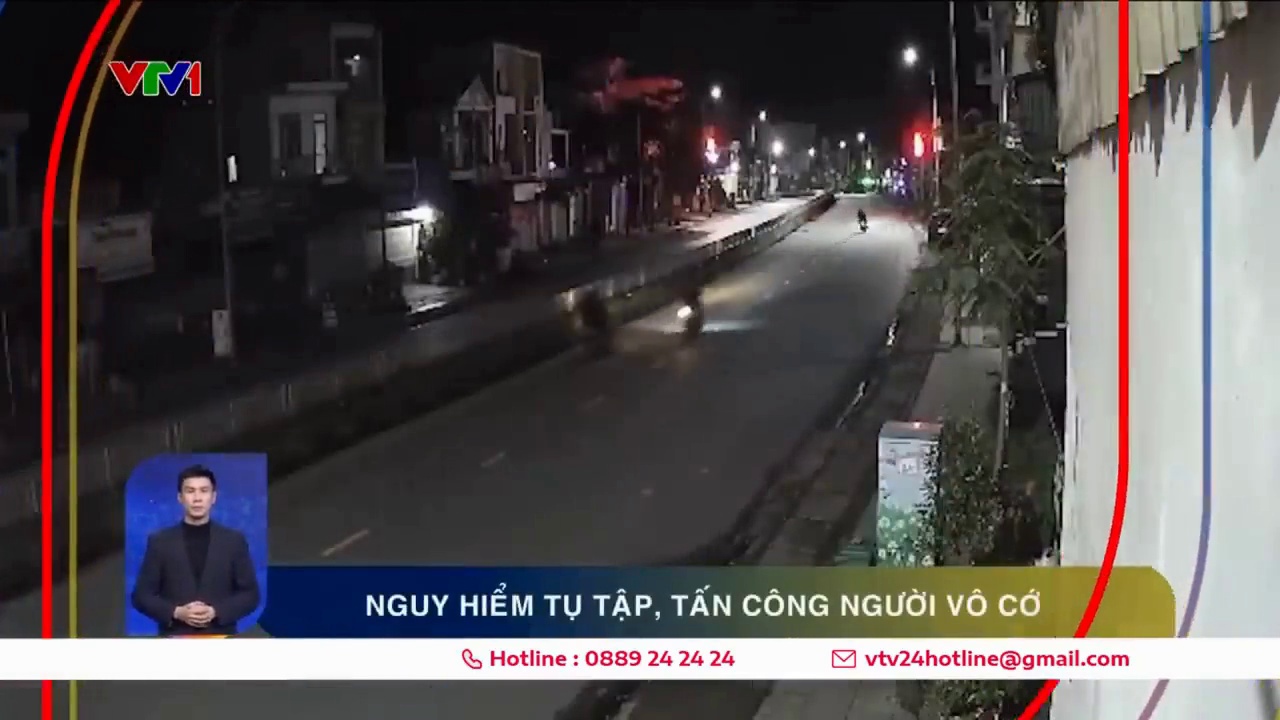 VTV1
NGUY HIỂM TỤ TẬP, TẤN CÔNG NGƯỜI VÔ CỚ
Hotline : 0889 24 24 24
vtv24hotline@gmail.com